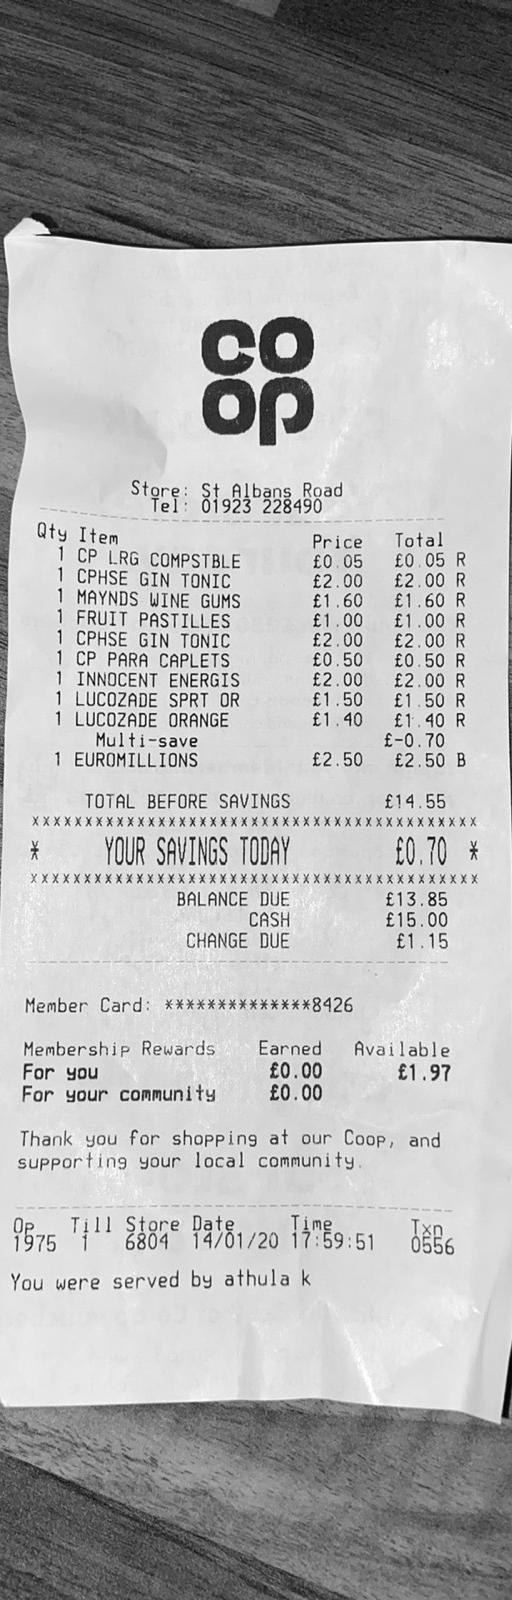 co
op
Store: St Albans Road
Tel: 01923 228490
Qty Item Price Total
1 CP LRG COMPSTBLE £0.05 £0.05 R
1 CPHSE GIN TONIC £2.00 £2.00 R
1 MAYNDS WINE GUMS £1.60 £1.60 R
1 FRUIT PASTILLES £1.00 £1.00 R
1 CPHSE GIN TONIC £2.00 £2.00 R
1 CP PARA CAPLETS £0.50 £0.50 R
1 INNOCENT ENERGIS £2.00 £2.00 R
1 LUCOZADE SPRT OR £1.50 £1.50 R
1 LUCOZADE ORANGE £1.40 £1.40 R
Multi-save £-0.70
1 EUROMILLIONS £2.50 £2.50 B
TOTAL BEFORE SAVINGS £14.55
xxxxxxxxxxxxxxxxxxxxxxxxxxxxxxxxxxxxxxxxxxx
* YOUR SAVINGS TODAY £0.70 *
xxxxxxxxxxxxxxxxxxxxxxxxxxxxxxxxxxxxxxxxxxx
BALANCE DUE £13.85
CASH £15.00
CHANGE DUE £1.15
Member Card: **************8426
Membership Rewards Earned Available
For you £0.00 £1.97
For your community £0.00
Thank you for shopping at our Coop, and
supporting your local community.
Op Till Store Date Time Txn
1975 1 6804 14/01/20 17:59:51 0556
You were served by athula k